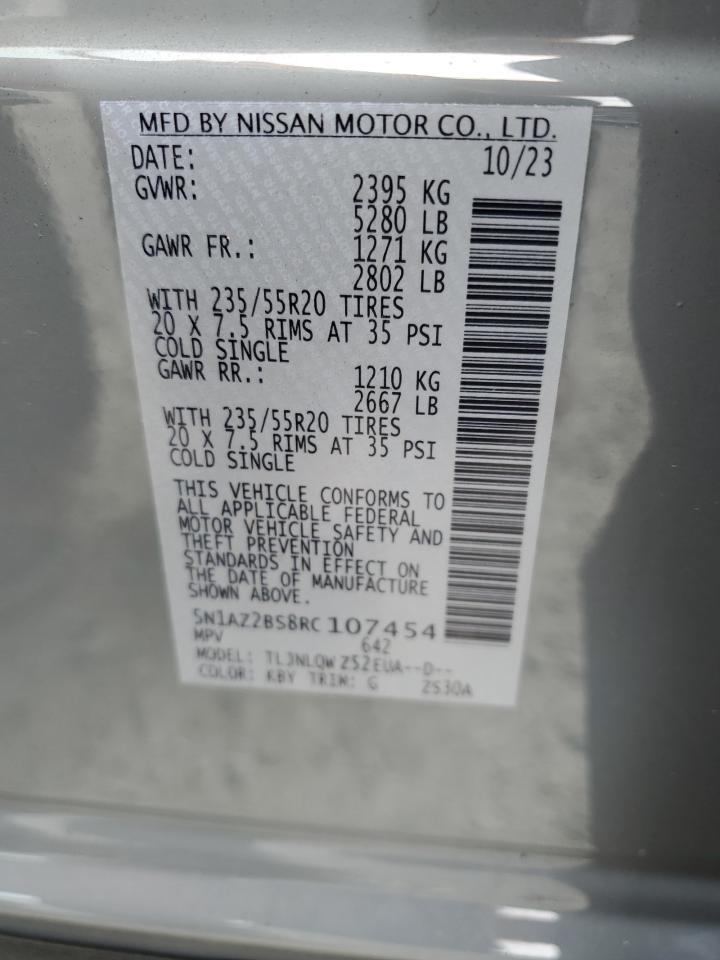 MFD BY NISSAN MOTOR CO., LTD.
DATE: 10/23
GVWR: 2395 KG
5280 LB
GAWR FR.: 1271 KG
2802 LB
WITH 235/55R20 TIRES
20 X 7.5 RIMS AT 35 PSI
COLD SINGLE
GAWR RR.: 1210 KG
2667 LB
WITH 235/55R20 TIRES
20 X 7.5 RIMS AT 35 PSI
COLD SINGLE
THIS VEHICLE CONFORMS TO
ALL APPLICABLE FEDERAL
MOTOR VEHICLE SAFETY AND
THEFT PREVENTION
STANDARDS IN EFFECT ON
THE DATE OF MANUFACTURE
SHOWN ABOVE.
5N1AZ2BS8RC107454
MPV 642
MODEL: TLJNLQWZS2EUA--D--
COLOR: KBY TRIM: G 2S30A